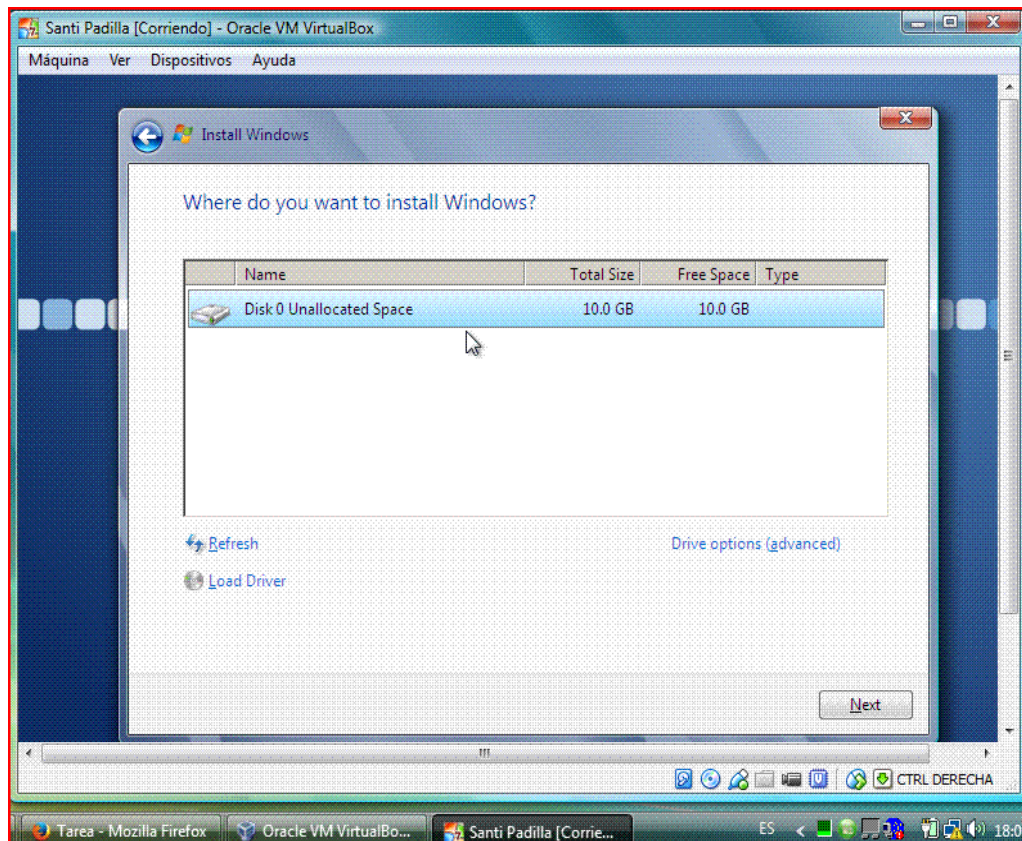 Santi Padilla [Corriendo] - Oracle VM VirtualBox
Máquina Ver Dispositivos Ayuda
Install Windows
Where do you want to install Windows?
Name Total Size Free Space Type
Disk 0 Unallocated Space 10.0 GB 10.0 GB
Refresh Drive options (advanced)
Load Driver
Next
CTRL DERECHA
Tarea - Mozilla Firefox Oracle VM VirtualBo... Santi Padilla [Corrie... ES 18:0